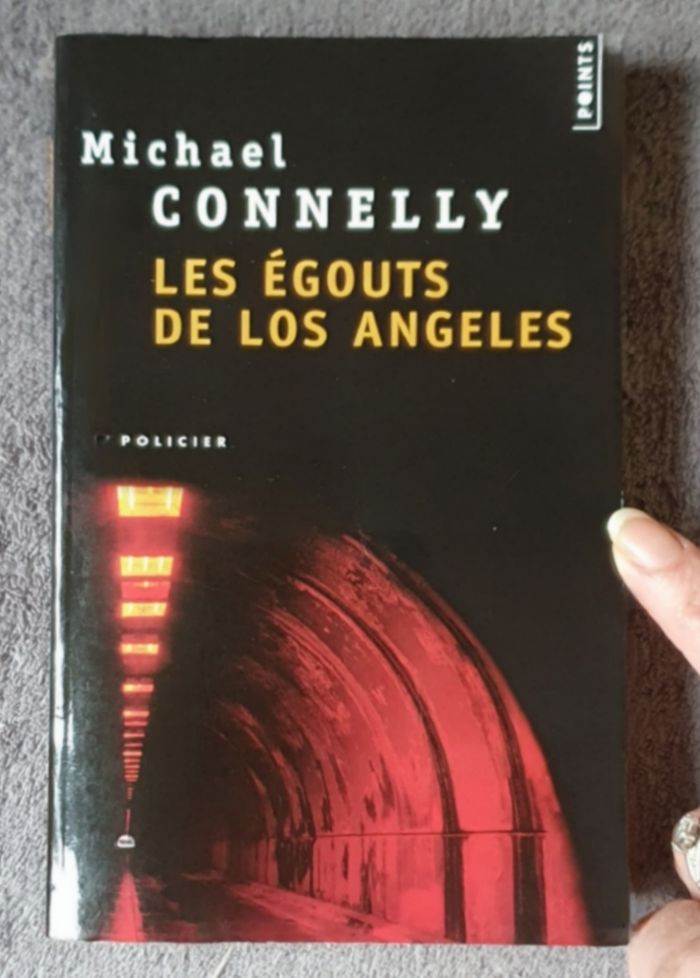 POINTS
Michael
CONNELLY
LES ÉGOUTS
DE LOS ANGELES
POLICIER